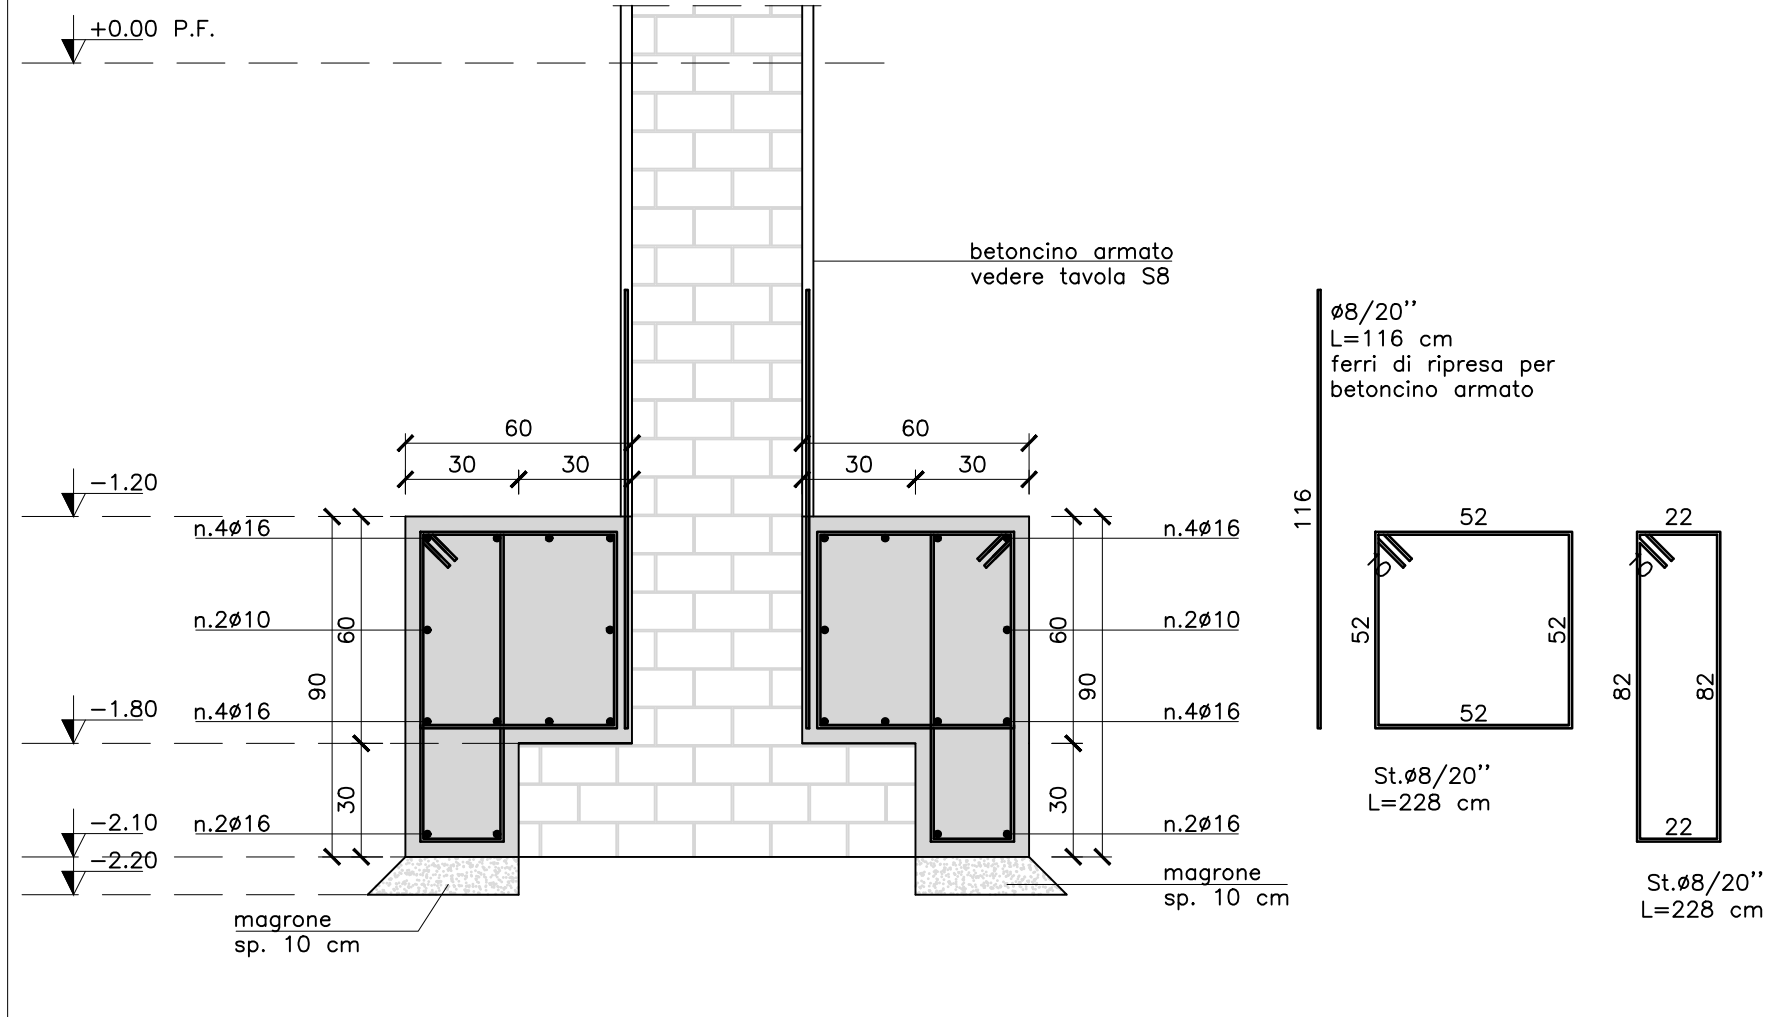 +0.00 P.F.
betoncino armato
vedere tavola S8
ø8/20''
L=116 cm
ferri di ripresa per
betoncino armato
116
60
30
30
60
30
30
-1.20
n.4ø16
n.2ø10
-1.80
n.4ø16
-2.10
n.2ø16
-2.20
90
60
30
n.4ø16
n.2ø10
n.4ø16
n.2ø16
60
90
30
magrone
sp. 10 cm
magrone
sp. 10 cm
52
52
52
52
St.ø8/20''
L=228 cm
22
82
82
22
St.ø8/20''
L=228 cm